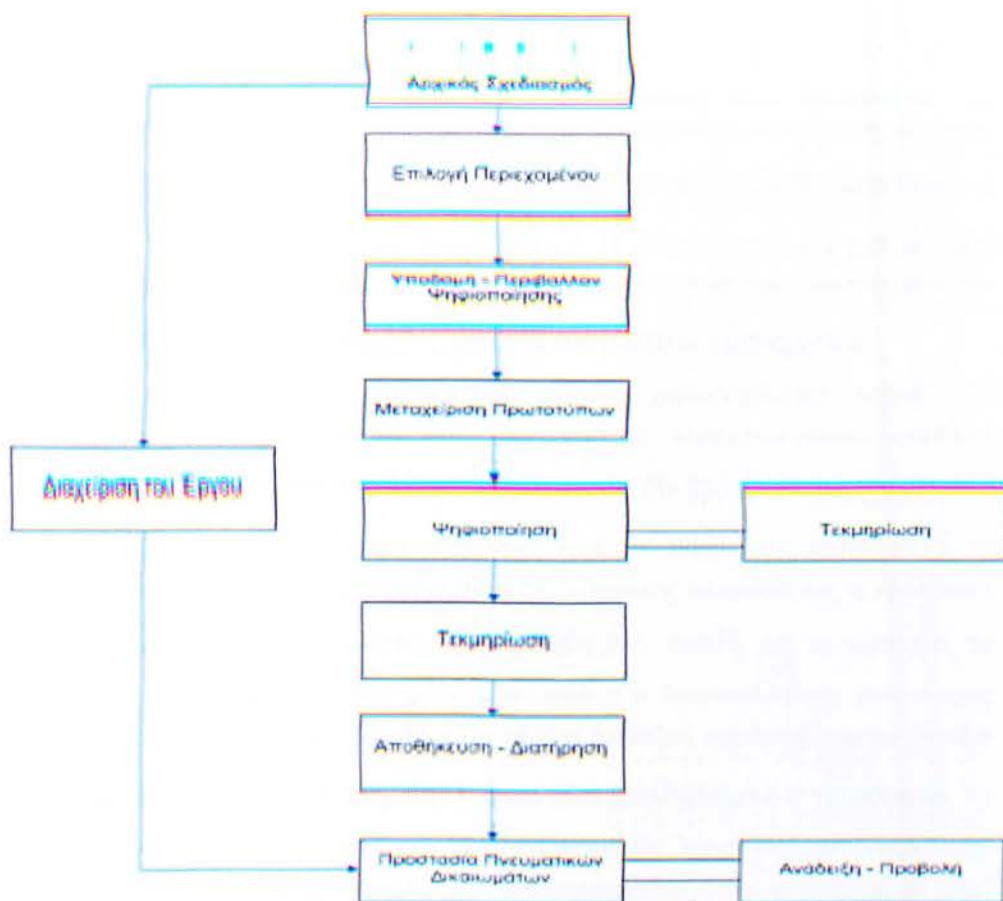 Αρχικός Σχεδιασμός
Επιλογή Περιεχομένου
Υποδομή - Περιβάλλον
Ψηφιοποίησης
Μεταχείριση Πρωτοτύπων
Διαχείριση του Έργου
Ψηφιοποίηση
Τεκμηρίωση
Τεκμηρίωση
Αποθήκευση - Διατήρηση
Προστασία Πνευματικών
Δικαιωμάτων
Ανάδειξη - Προβολή